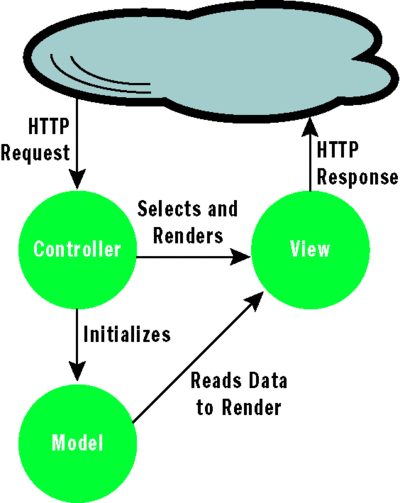 HTTP
Request
HTTP
Response
Selects and
Renders
Controller
View
Initializes
Reads Data
to Render
Model